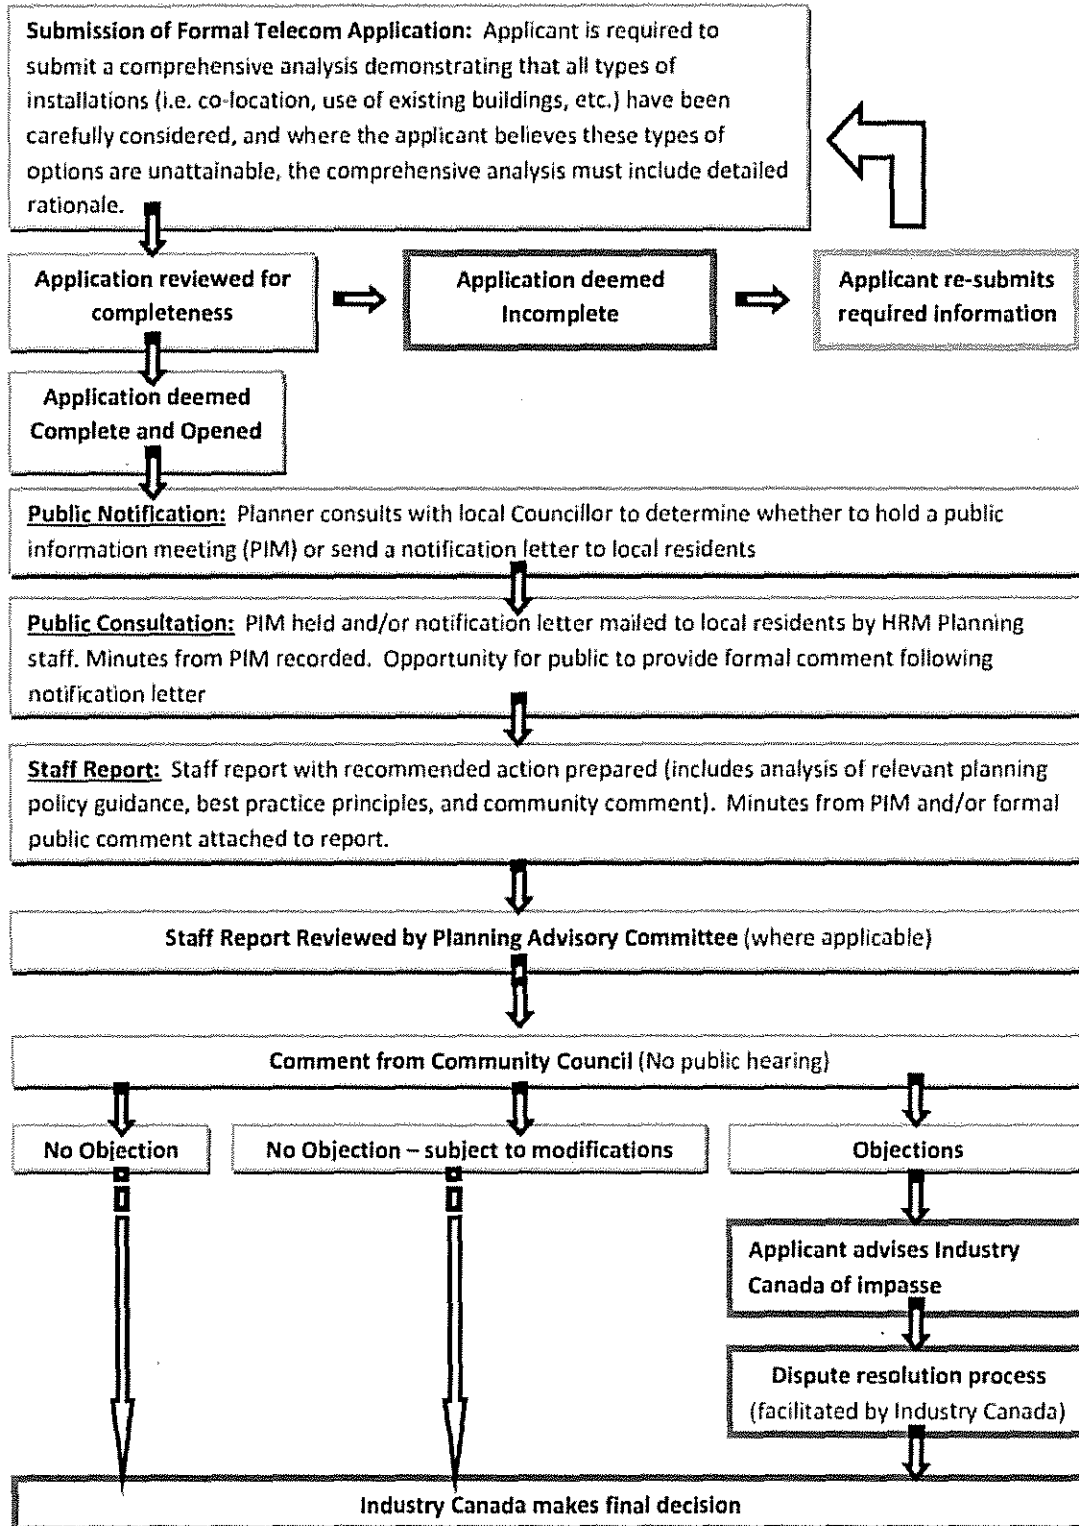 Submission of Formal Telecom Application: Applicant is required to
submit a comprehensive analysis demonstrating that all types of
installations (i.e. co-location, use of existing buildings, etc.) have been
carefully considered, and where the applicant believes these types of
options are unattainable, the comprehensive analysis must include detailed
rationale.
Application reviewed for
completeness
Application deemed
Incomplete
Applicant re-submits
required information
Application deemed
Complete and Opened
Public Notification: Planner consults with local Councillor to determine whether to hold a public
information meeting (PIM) or send a notification letter to local residents
Public Consultation: PIM held and/or notification letter mailed to local residents by HRM Planning
staff. Minutes from PIM recorded. Opportunity for public to provide formal comment following
notification letter
Staff Report: Staff report with recommended action prepared (includes analysis of relevant planning
policy guidance, best practice principles, and community comment). Minutes from PIM and/or formal
public comment attached to report.
Staff Report Reviewed by Planning Advisory Committee (where applicable)
Comment from Community Council (No public hearing)
No Objection
No Objection – subject to modifications
Objections
Applicant advises Industry
Canada of impasse
Dispute resolution process
(facilitated by Industry Canada)
Industry Canada makes final decision